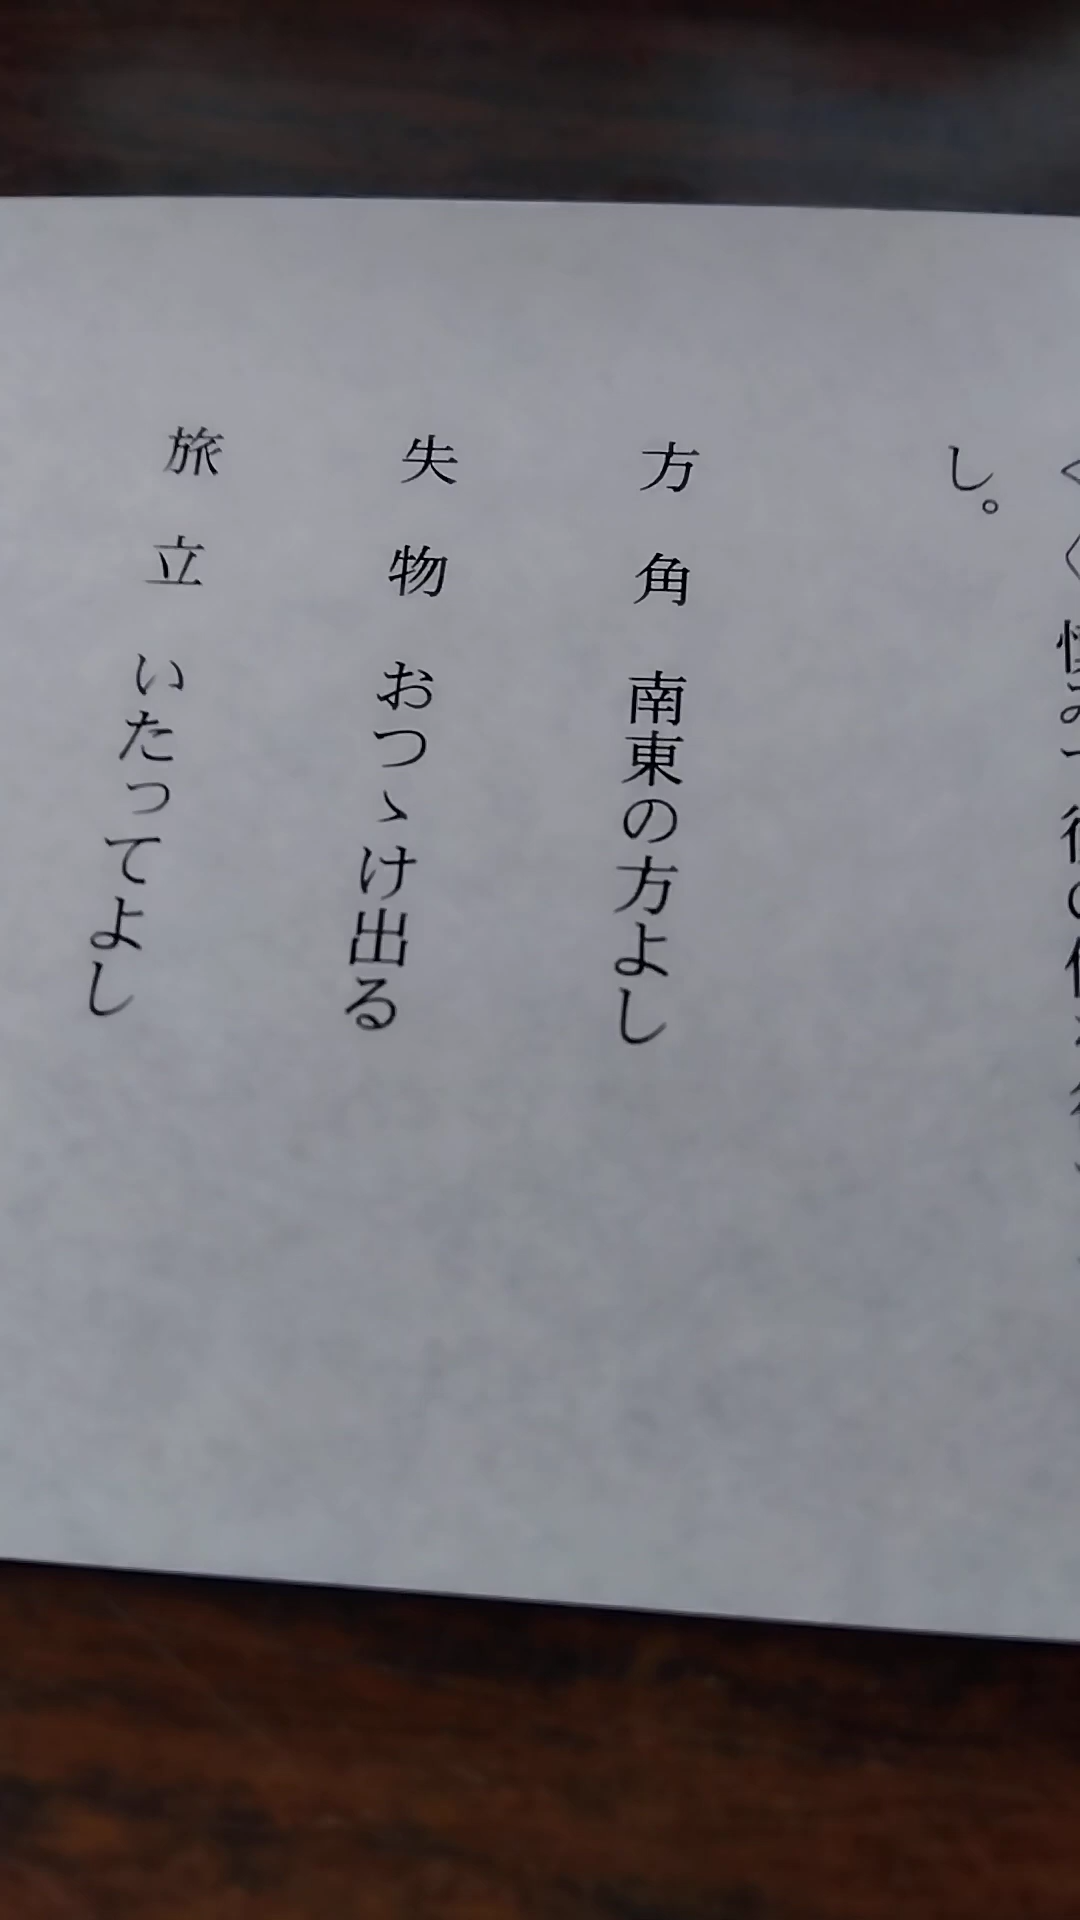 し。
方角 南東の方よし
失物 おつゝけ出る
旅立 いたってよし